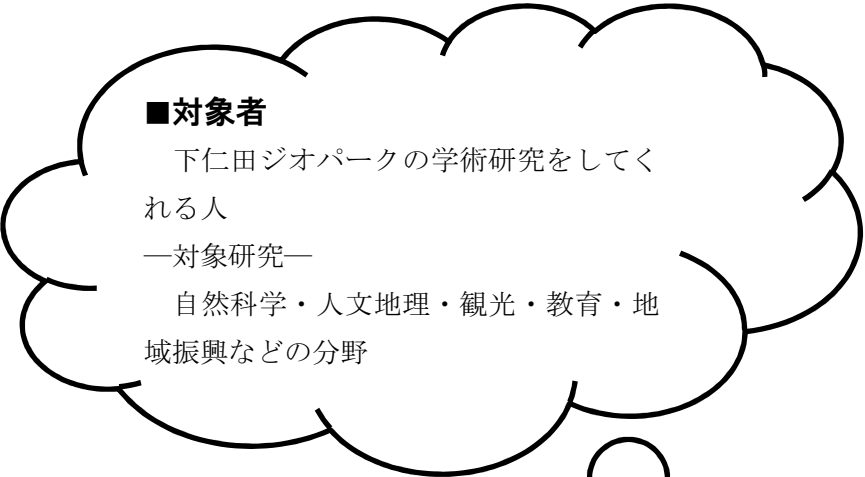 ■対象者
　下仁田ジオパークの学術研究をしてく
れる人
―対象研究―
　自然科学・人文地理・観光・教育・地
域振興などの分野